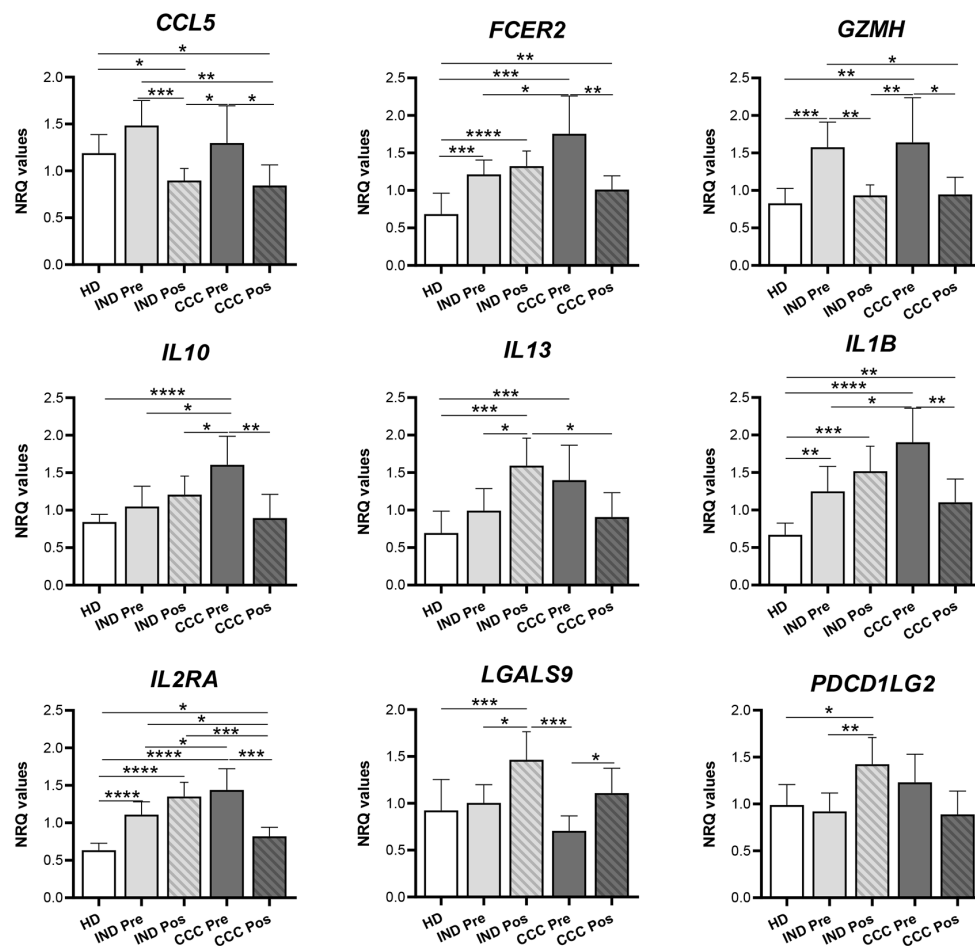 CCL5
*
*
**
***
*
*
NRQ values
2.0
1.5
1.0
0.5
0.0
HD
IND Pre
IND Pos
CCC Pre
CCC Pos
FCER2
**
***
*
**
****
***
NRQ values
2.5
2.0
1.5
1.0
0.5
0.0
HD
IND Pre
IND Pos
CCC Pre
CCC Pos
GZMH
*
**
**
*
***
**
NRQ values
2.5
2.0
1.5
1.0
0.5
0.0
HD
IND Pre
IND Pos
CCC Pre
CCC Pos
IL10
****
*
*
**
NRQ values
2.5
2.0
1.5
1.0
0.5
0.0
HD
IND Pre
IND Pos
CCC Pre
CCC Pos
IL13
***
***
*
*
NRQ values
2.5
2.0
1.5
1.0
0.5
0.0
HD
IND Pre
IND Pos
CCC Pre
CCC Pos
IL1B
**
****
*
**
***
**
NRQ values
2.5
2.0
1.5
1.0
0.5
0.0
HD
IND Pre
IND Pos
CCC Pre
CCC Pos
IL2RA
*
*
***
*
****
***
****
****
NRQ values
2.0
1.5
1.0
0.5
0.0
HD
IND Pre
IND Pos
CCC Pre
CCC Pos
LGALS9
***
*
***
*
NRQ values
2.0
1.5
1.0
0.5
0.0
HD
IND Pre
IND Pos
CCC Pre
CCC Pos
PDCD1LG2
*
**
NRQ values
2.0
1.5
1.0
0.5
0.0
HD
IND Pre
IND Pos
CCC Pre
CCC Pos